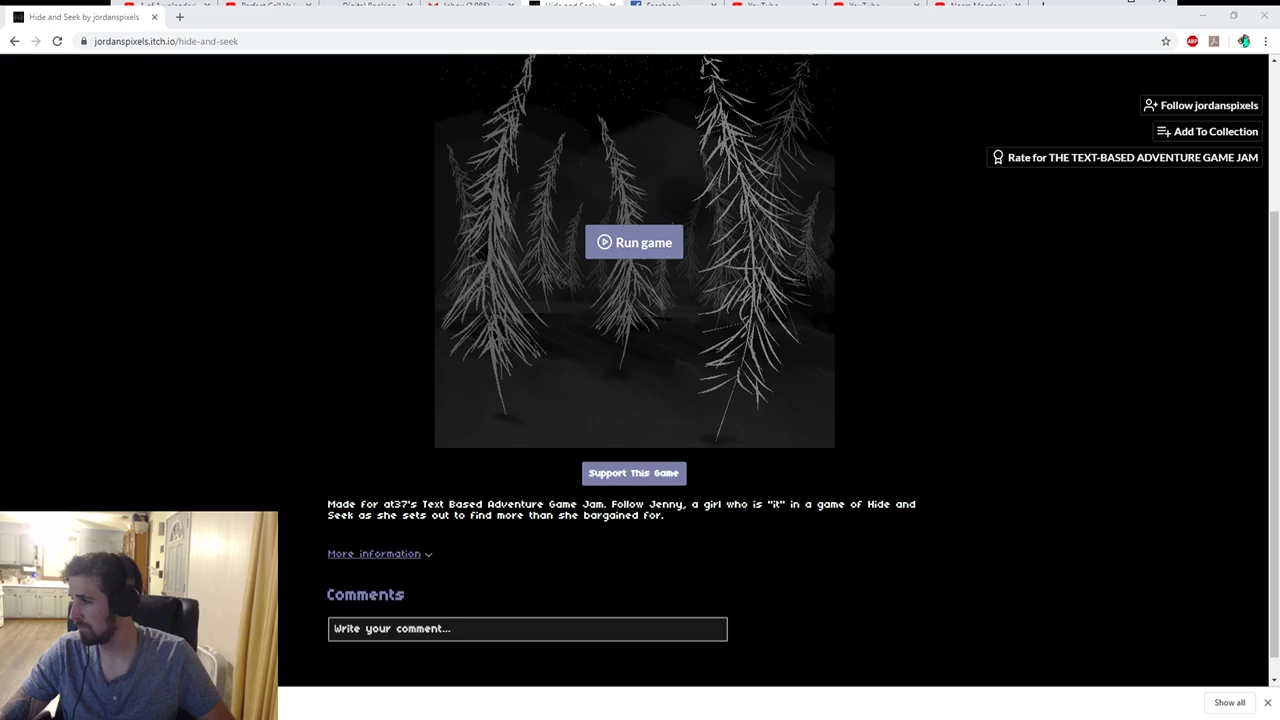 Hide and Seek by jordanspixels
jordanspixels.itch.io/hide-and-seek
ABP
Follow jordanspixels
Add To Collection
Rate for THE TEXT-BASED ADVENTURE GAME JAM
Run game
Support This Game
Made for at37's Text Based Adventure Game Jam. Follow Jenny, a girl who is "it" in a game of Hide and
Seek as she sets out to find more than she bargained for.
More information
Comments
Write your comment...
Show all